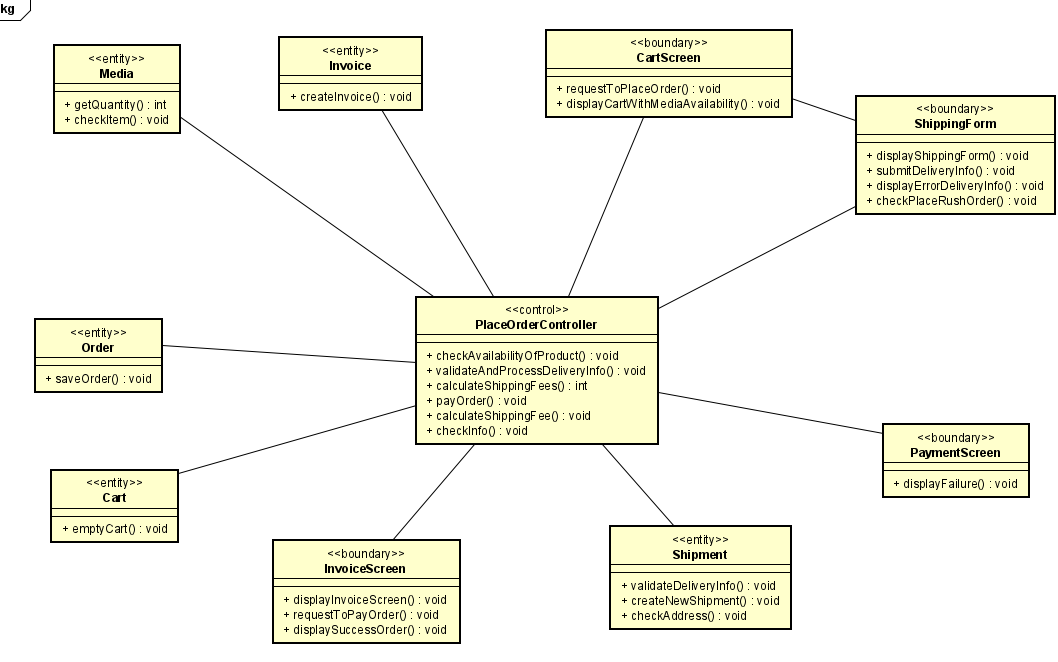 kg
<<entity>>
Media
+ getQuantity() : int
+ checkItem() : void
<<entity>>
Invoice
+ createInvoice() : void
<<boundary>>
CartScreen
+ requestToPlaceOrder() : void
+ displayCartWithMediaAvailability() : void
<<boundary>>
ShippingForm
+ displayShippingForm() : void
+ submitDeliveryInfo() : void
+ displayErrorDeliveryInfo() : void
+ checkPlaceRushOrder() : void
<<control>>
PlaceOrderController
+ checkAvailabilityOfProduct() : void
+ validateAndProcessDeliveryInfo() : void
+ calculateShippingFees() : int
+ payOrder() : void
+ calculateShippingFee() : void
+ checkInfo() : void
<<entity>>
Order
+ saveOrder() : void
<<entity>>
Cart
+ emptyCart() : void
<<boundary>>
PaymentScreen
+ displayFailure() : void
<<boundary>>
InvoiceScreen
+ displayInvoiceScreen() : void
+ requestToPayOrder() : void
+ displaySuccessOrder() : void
<<entity>>
Shipment
+ validateDeliveryInfo() : void
+ createNewShipment() : void
+ checkAddress() : void